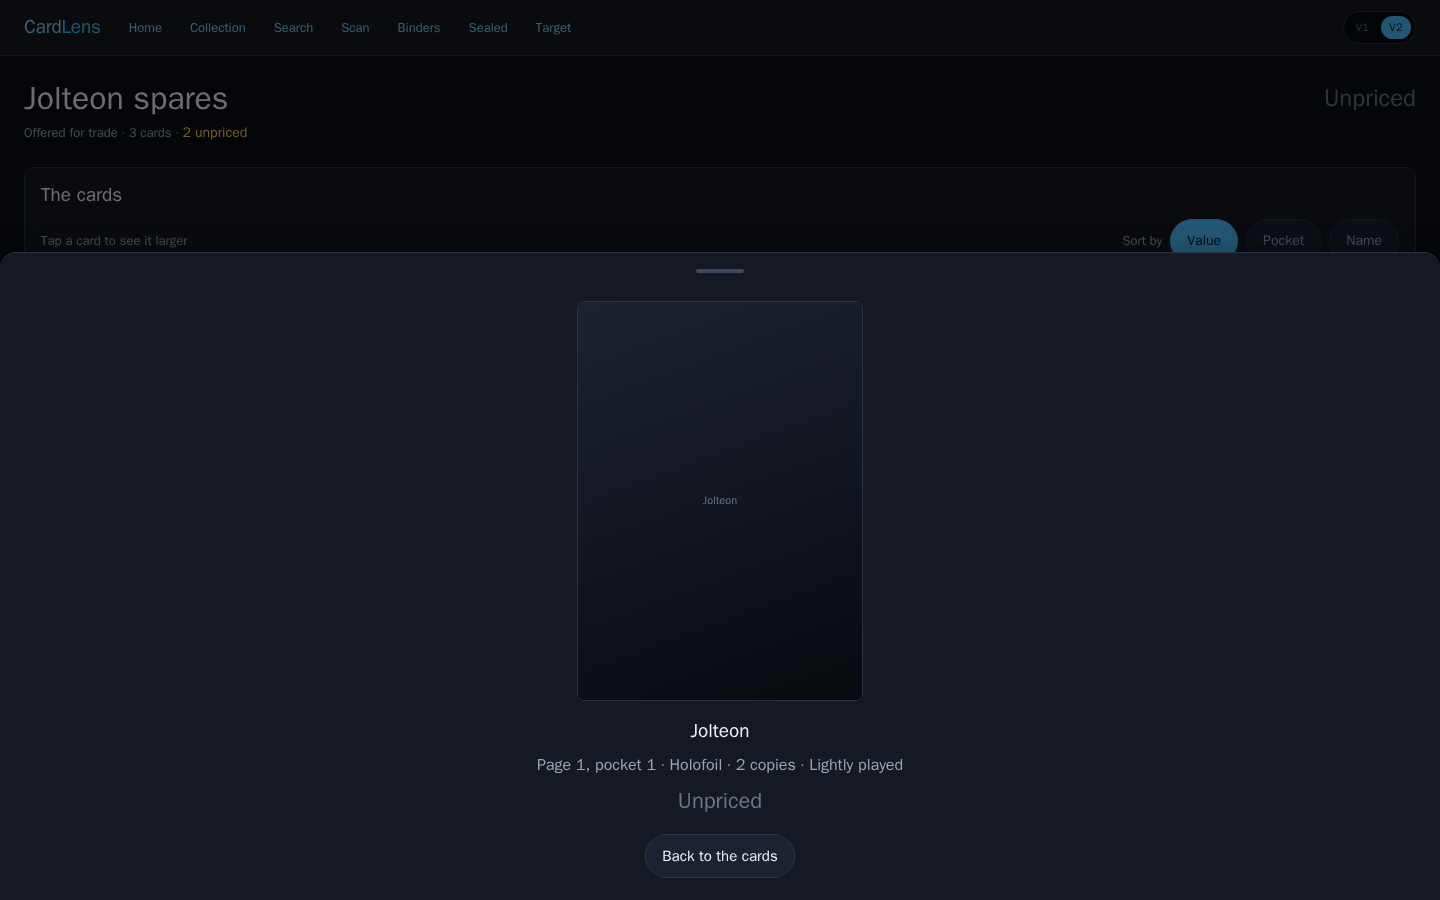 CardLens Home Collection Search Scan Binders Sealed Target V1 V2
Jolteon spares Unpriced
Offered for trade · 3 cards · 2 unpriced
The cards
Tap a card to see it larger Sort by Value Pocket Name
Jolteon
Jolteon
Page 1, pocket 1 · Holofoil · 2 copies · Lightly played
Unpriced
Back to the cards